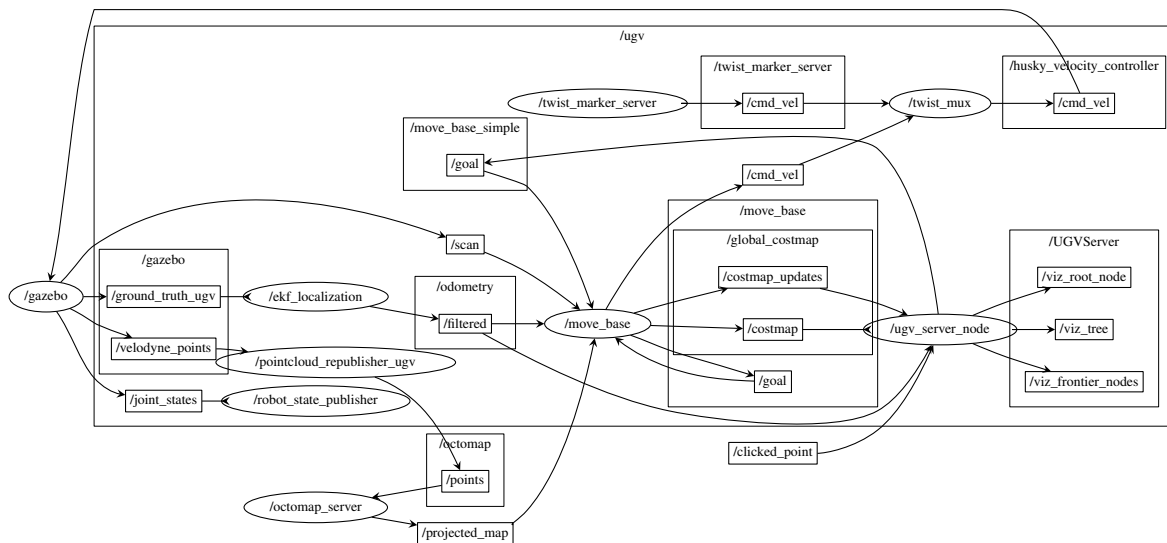 /ugv
/twist_marker_server
/husky_velocity_controller
/twist_marker_server
/cmd_vel
/twist_mux
/cmd_vel
/move_base_simple
/goal
/cmd_vel
/move_base
/global_costmap
/UGVServer
/scan
/gazebo
/costmap_updates
/viz_root_node
/odometry
/gazebo
/ground_truth_ugv
/ekf_localization
/filtered
/move_base
/costmap
/ugv_server_node
/viz_tree
/velodyne_points
/pointcloud_republisher_ugv
/goal
/viz_frontier_nodes
/joint_states
/robot_state_publisher
/octomap
/clicked_point
/points
/octomap_server
/projected_map